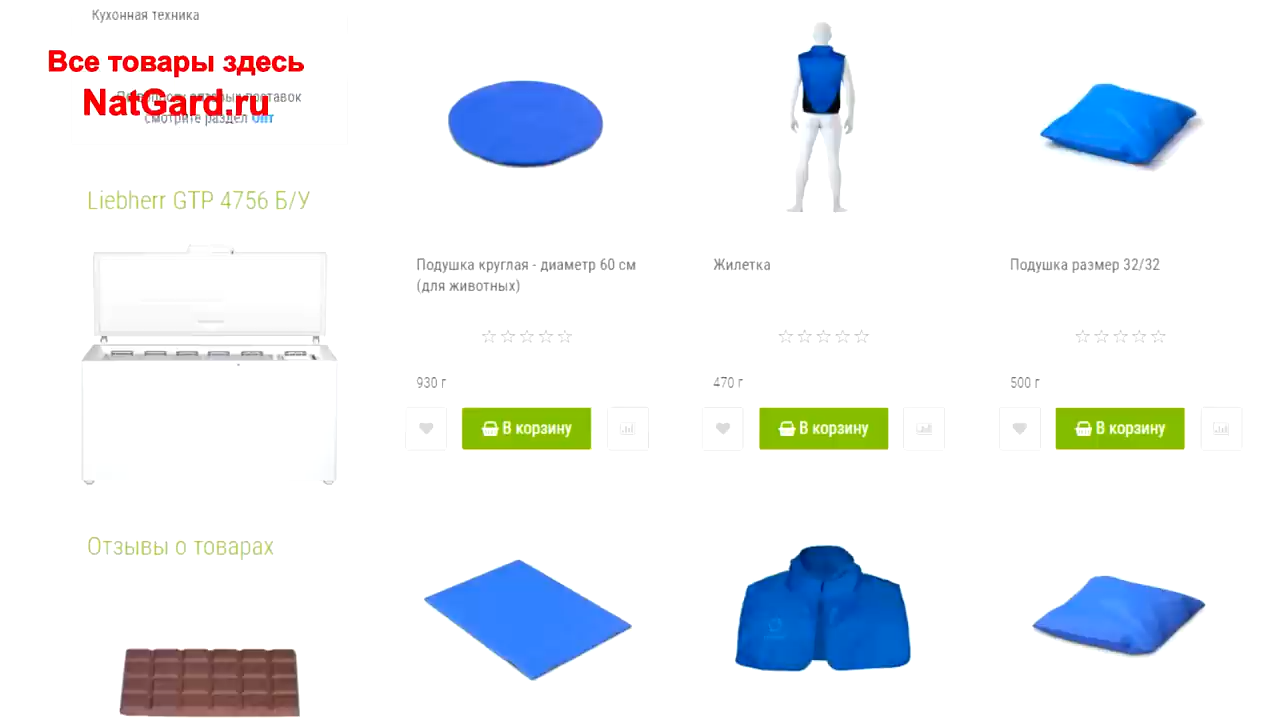 Кухонная техника
Все товары здесь
NatGard.ru
поставок
смотрите раздел опт
Liebherr GTP 4756 Б/У
Подушка круглая - диаметр 60 см
(для животных)
930 г
В корзину
Жилетка
470 г
В корзину
Подушка размер 32/32
500 г
В корзину
Отзывы о товарах